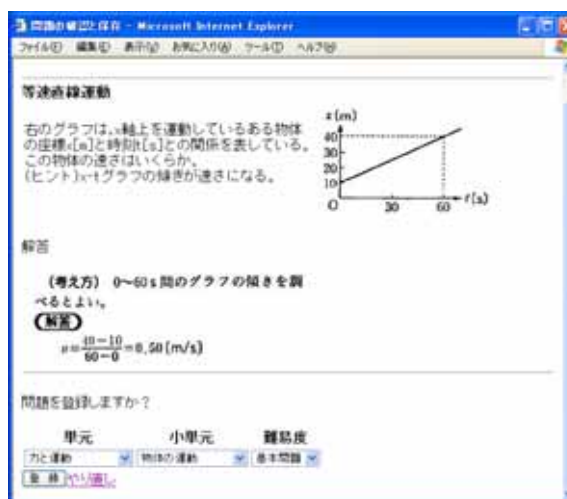 問題の確認と保存 - Microsoft Internet Explorer
ファイル(F) 編集(E) 表示(V) お気に入り(A) ツール(T) ヘルプ(H)
等速直線運動
右のグラフは、x軸上を運動しているある物体
の座標x[m]と時刻t[s]との関係を表している。
この物体の速さはいくらか。
(ヒント)x-tグラフの傾きが速さになる。
x(m)
40
30
20
10
O 30 60 t(s)
解答
(考え方) 0〜60s間のグラフの傾きを調
べるとよい。
解答
v=40-10/60-0=0.50(m/s)
問題を登録しますか?
単元 小単元 難易度
力と運動 物体の運動 基本問題
登録 やり直し